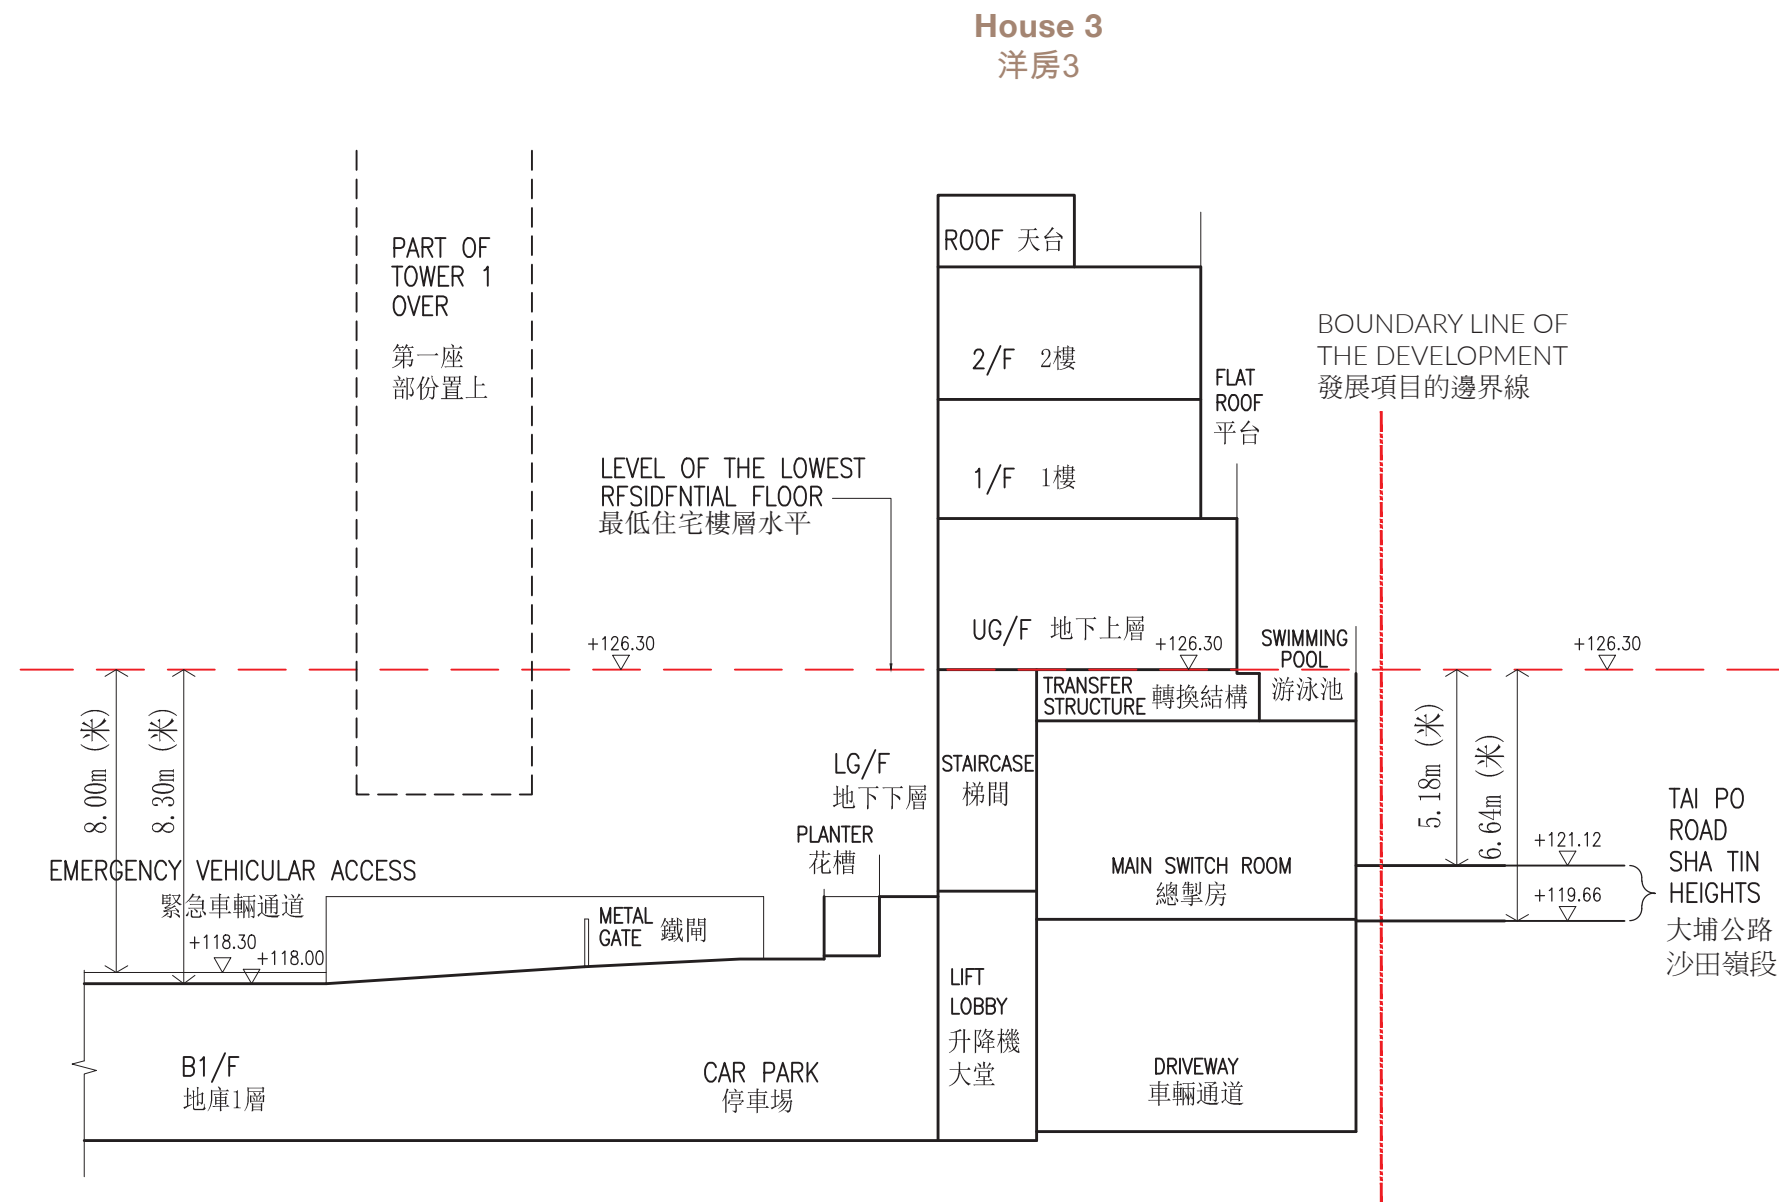 House 3
洋房3
PART OF
TOWER 1
OVER
第一座
部份置上
ROOF 天台
2/F 2樓
1/F 1樓
FLAT
ROOF
平台
BOUNDARY LINE OF
THE DEVELOPMENT
發展項目的邊界線
LEVEL OF THE LOWEST
RFSIDFNTIAL FLOOR
最低住宅樓層水平
UG/F 地下上層
+126.30
+126.30
+126.30
SWIMMING
POOL
游泳池
TRANSFER
STRUCTURE 轉換結構
8.00m (米)
8.30m (米)
5.18m (米)
6.64m (米)
LG/F
地下下層
STAIRCASE
梯間
PLANTER
花槽
MAIN SWITCH ROOM
總掣房
+121.12
+119.66
TAI PO
ROAD
SHA TIN
HEIGHTS
大埔公路
沙田嶺段
EMERGENCY VEHICULAR ACCESS
緊急車輛通道
METAL
GATE 鐵閘
+118.30
+118.00
LIFT
LOBBY
升降機
大堂
B1/F
地庫1層
CAR PARK
停車場
DRIVEWAY
車輛通道